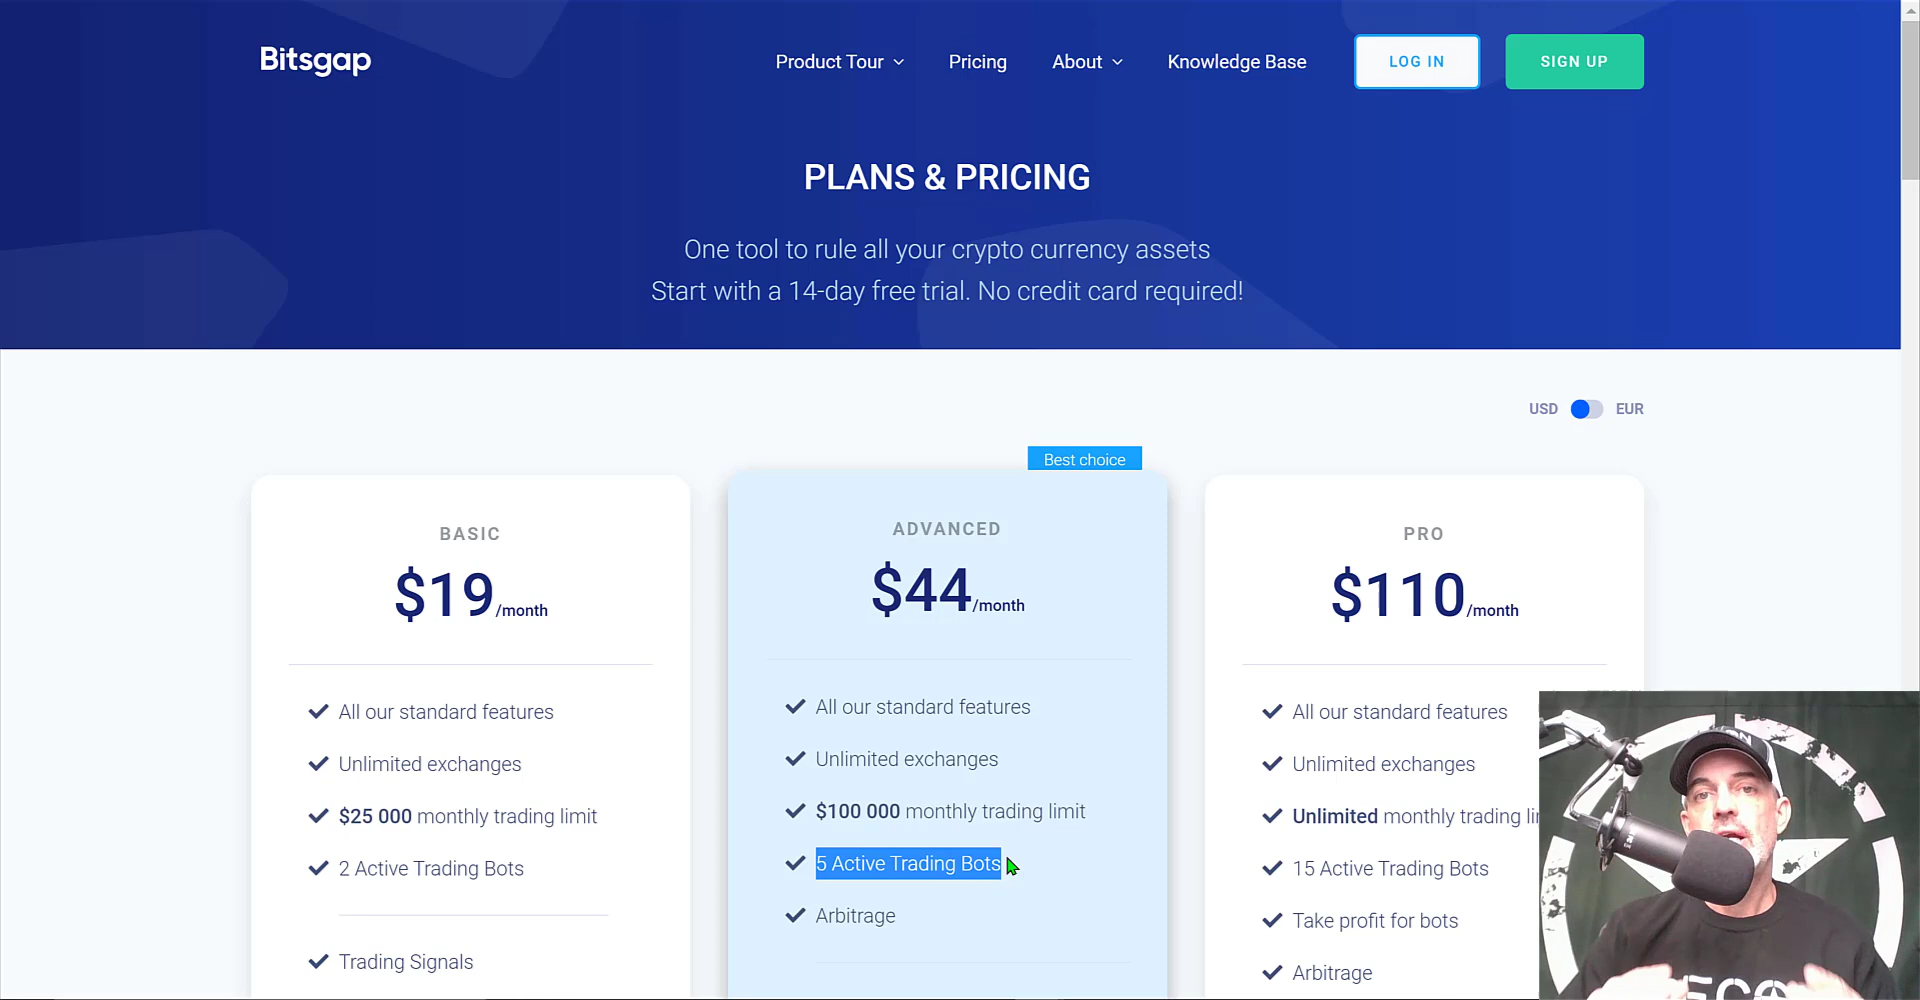 Bitsgap
Product Tour
Pricing
About
Knowledge Base
LOG IN
SIGN UP
PLANS & PRICING
One tool to rule all your crypto currency assets
Start with a 14-day free trial. No credit card required!
USD
EUR
BASIC
$19/month
All our standard features
Unlimited exchanges
$25 000 monthly trading limit
2 Active Trading Bots
Trading Signals
Best choice
ADVANCED
$44/month
All our standard features
Unlimited exchanges
$100 000 monthly trading limit
5 Active Trading Bots
Arbitrage
PRO
$110/month
All our standard features
Unlimited exchanges
Unlimited monthly trading
15 Active Trading Bots
Take profit for bots
Arbitrage